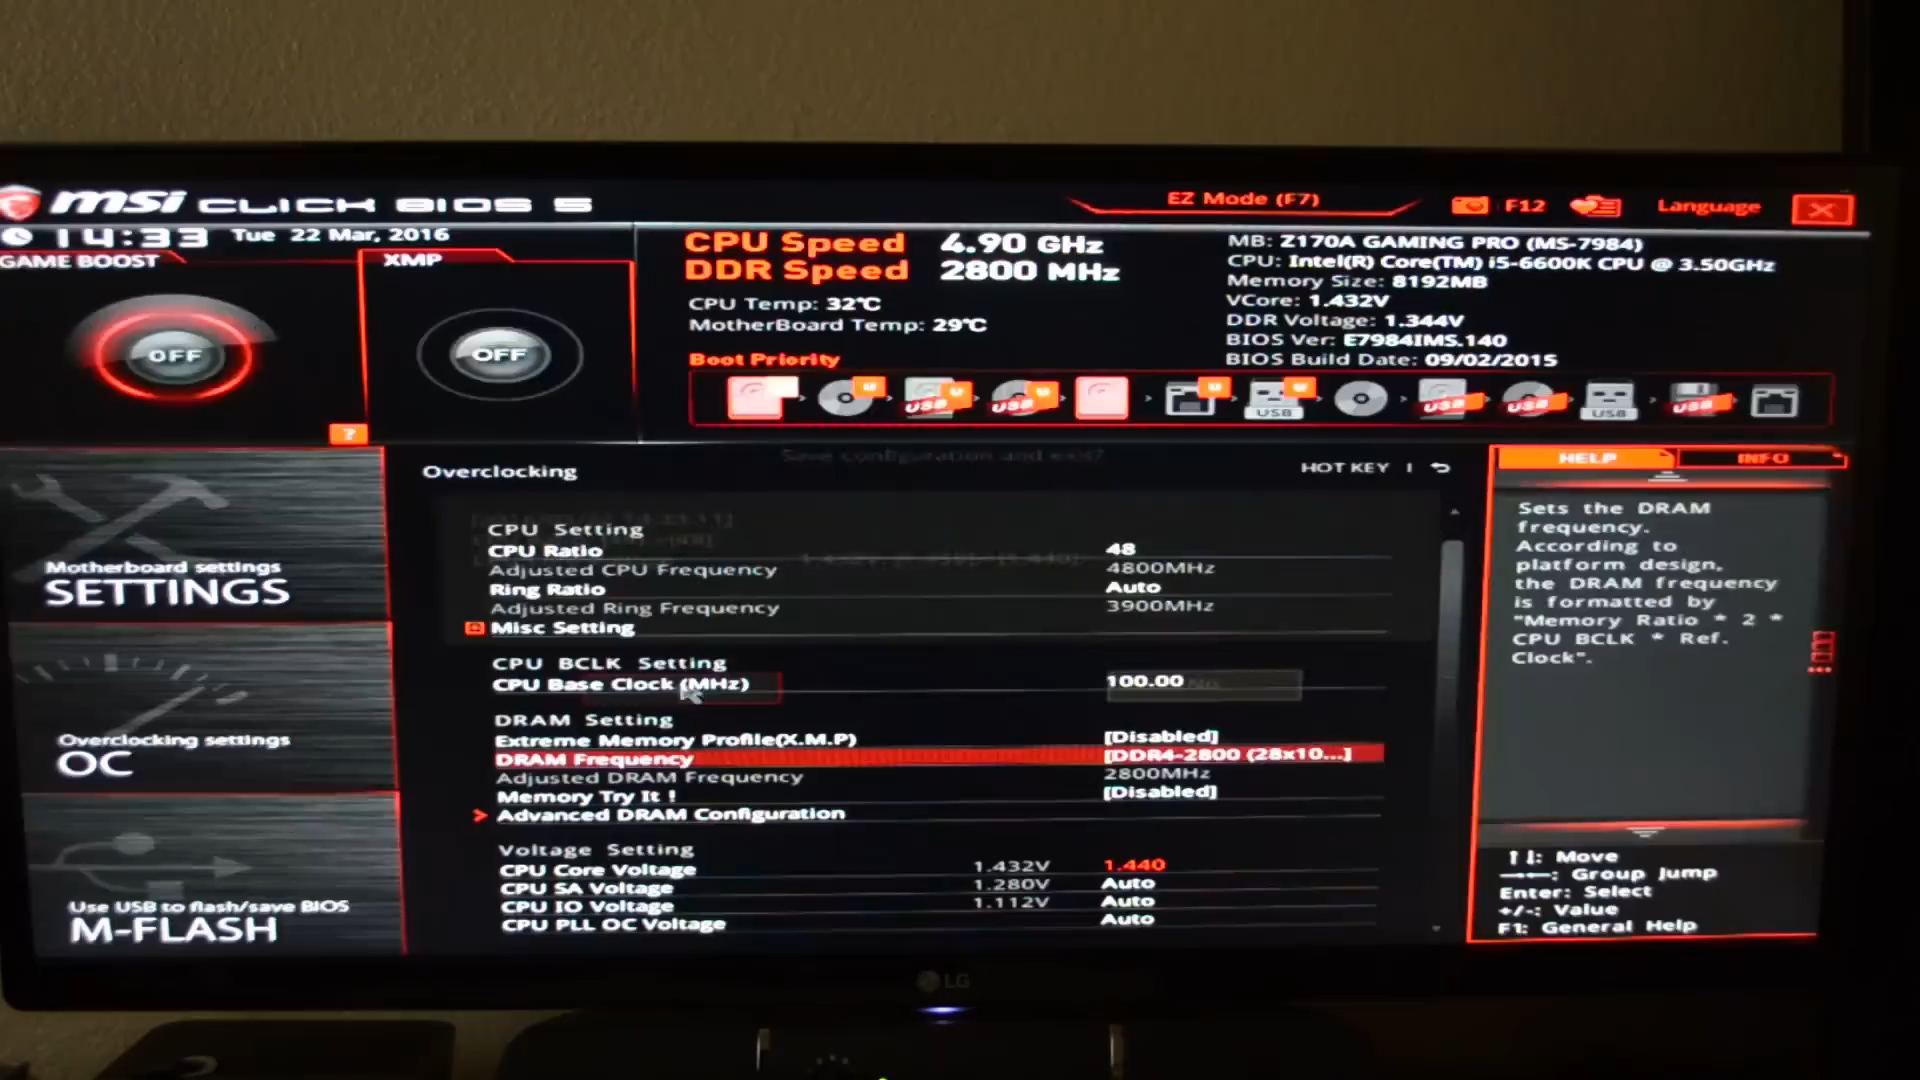 msi CLICK BIOS 5
EZ Mode (F7)
F12
Language
X
14:33 Tue 22 Mar, 2016
GAME BOOST
XMP
OFF
OFF
?
CPU Speed 4.90 GHz
DDR Speed 2800 MHz
CPU Temp: 32°C
MotherBoard Temp: 29°C
MB: Z170A GAMING PRO (MS-7984)
CPU: Intel(R) Core(TM) i5-6600K CPU @ 3.50GHz
Memory Size: 8192MB
VCore: 1.432V
DDR Voltage: 1.344V
BIOS Ver: E7984IMS.140
BIOS Build Date: 09/02/2015
Boot Priority
U USB U USB U U USB U USB USB USB USB
Motherboard settings
SETTINGS
Overclocking settings
OC
Use USB to flash/save BIOS
M-FLASH
Save configuration and exit?
Overclocking
HOT KEY
CPU Setting
CPU Ratio 48
Adjusted CPU Frequency 4800MHz
Ring Ratio Auto
Adjusted Ring Frequency 3900MHz
Misc Setting
CPU BCLK Setting
CPU Base Clock (MHz) 100.00 No
DRAM Setting
Extreme Memory Profile(X.M.P) [Disabled]
DRAM Frequency [DDR4-2800 (28x10...]
Adjusted DRAM Frequency 2800MHz
Memory Try It ! [Disabled]
> Advanced DRAM Configuration
Voltage Setting
CPU Core Voltage 1.432V 1.440
CPU SA Voltage 1.280V Auto
CPU IO Voltage 1.112V Auto
CPU PLL OC Voltage Auto
HELP
INFO
Sets the DRAM
frequency.
According to
platform design,
the DRAM frequency
is formatted by
"Memory Ratio * 2 *
CPU BCLK * Ref.
Clock".
↑↓: Move
→←: Group Jump
Enter: Select
+/-: Value
F1: General Help
LG